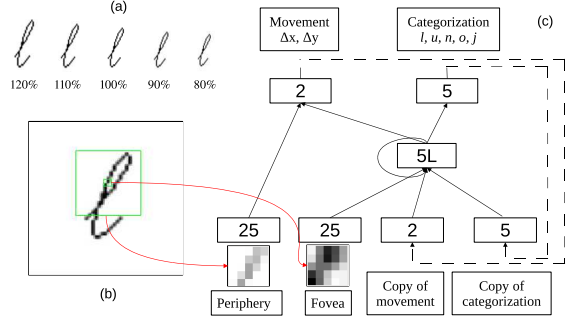 (a)
ℓ ℓ ℓ ℓ ℓ
120% 110% 100% 90% 80%
(b)
(c)
Movement
Δx, Δy
Categorization
l, u, n, o, j
2
5
5L
25
25
2
5
Periphery
Fovea
Copy of
movement
Copy of
categorization